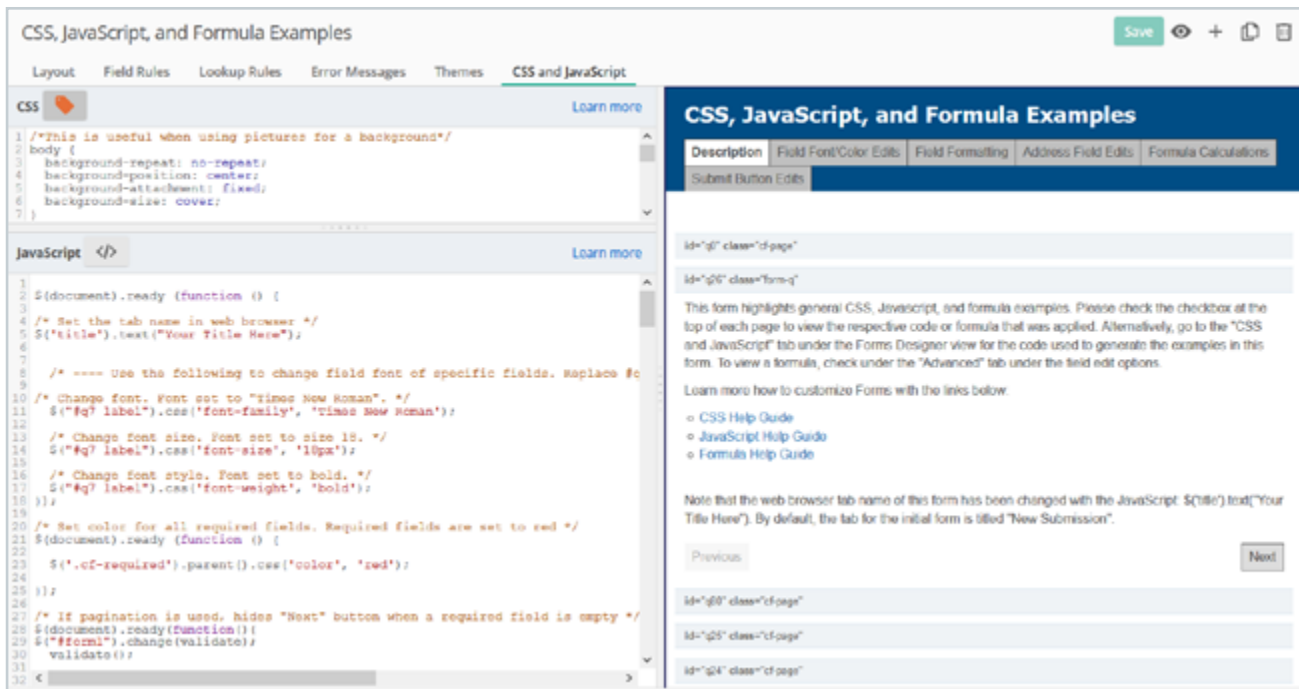 CSS, JavaScript, and Formula Examples
Save
Layout Field Rules Lookup Rules Error Messages Themes CSS and JavaScript
CSS Learn more
1 /*This is useful when using pictures for a background*/
2 body {
3 background-repeat: no-repeat;
4 background-position: center;
5 background-attachment: fixed;
6 background-size: cover;
7 }
JavaScript </> Learn more
1
2 $(document).ready (function () {
3
4 /* Set the tab name in web browser */
5 $("title").text("Your Title Here");
6
7
8 /* ---- Use the following to change field font of specific fields. Replace #q
9
10 /* Change font. Font set to "Times New Roman". */
11 $("#q7 label").css('font-family', 'Times New Roman');
12
13 /* Change font size. Font set to size 18. */
14 $("#q7 label").css('font-size', '18px');
15
16 /* Change font style. Font set to bold. */
17 $("#q7 label").css('font-weight', 'bold');
18 });
19
20 /* Set color for all required fields. Required fields are set to red */
21 $(document).ready (function () {
22
23 $('.cf-required').parent().css('color', 'red');
24
25 });
26
27 /* If pagination is used, hides "Next" button when a required field is empty */
28 $(document).ready(function(){
29 $("#form1").change(validate);
30 validate();
31
32
CSS, JavaScript, and Formula Examples
Description Field Font/Color Edits Field Formatting Address Field Edits Formula Calculations
Submit Button Edits
id="q0" class="cf-page"
id="q26" class="form-q"
This form highlights general CSS, Javascript, and formula examples. Please check the checkbox at the
top of each page to view the respective code or formula that was applied. Alternatively, go to the "CSS
and JavaScript" tab under the Forms Designer view for the code used to generate the examples in this
form. To view a formula, check under the "Advanced" tab under the field edit options.
Learn more how to customize Forms with the links below:
CSS Help Guide
JavaScript Help Guide
Formula Help Guide
Note that the web browser tab name of this form has been changed with the JavaScript: $('title').text("Your
Title Here"). By default, the tab for the initial form is titled "New Submission".
Previous Next
class="cf-page"
id="q25" class="cf-page"
id="q24" class="cf-page"